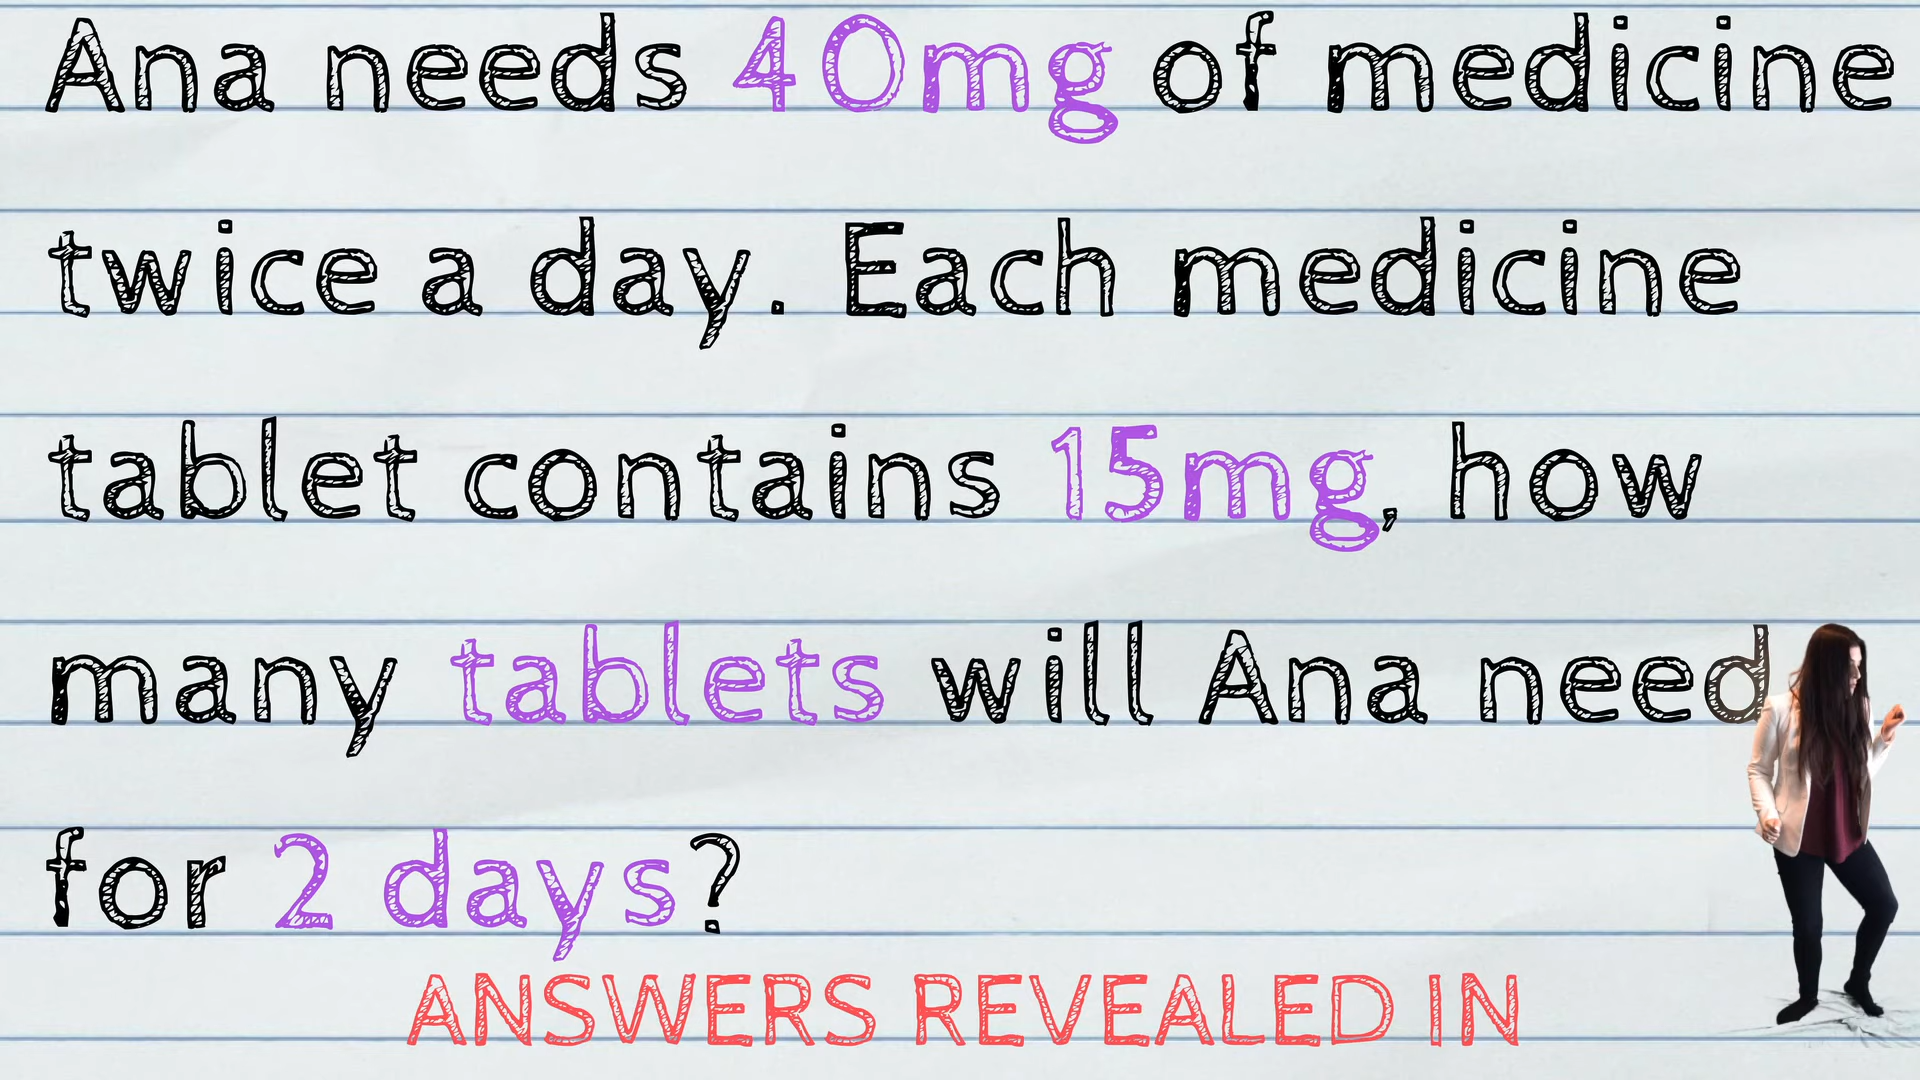 Ana needs 40mg of medicine
twice a day. Each medicine
tablet contains 15mg, how
many tablets will Ana need
for 2 days?
ANSWERS REVEALED IN